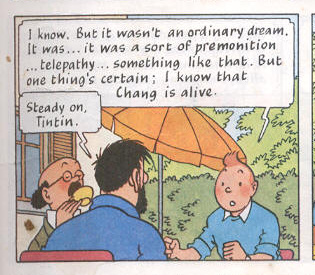 I know. But it wasn't an ordinary dream.
It was...it was a sort of premonition
...telepathy...something like that. But
one thing's certain; I know that
Chang is alive.
Steady on,
Tintin.